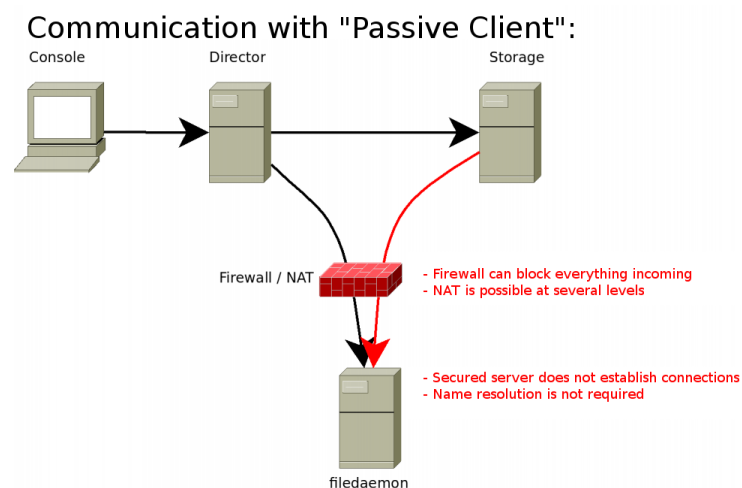 Communication with "Passive Client":
Console
Director
Storage
Firewall / NAT
- Firewall can block everything incoming
- NAT is possible at several levels
- Secured server does not establish connections
- Name resolution is not required
filedaemon